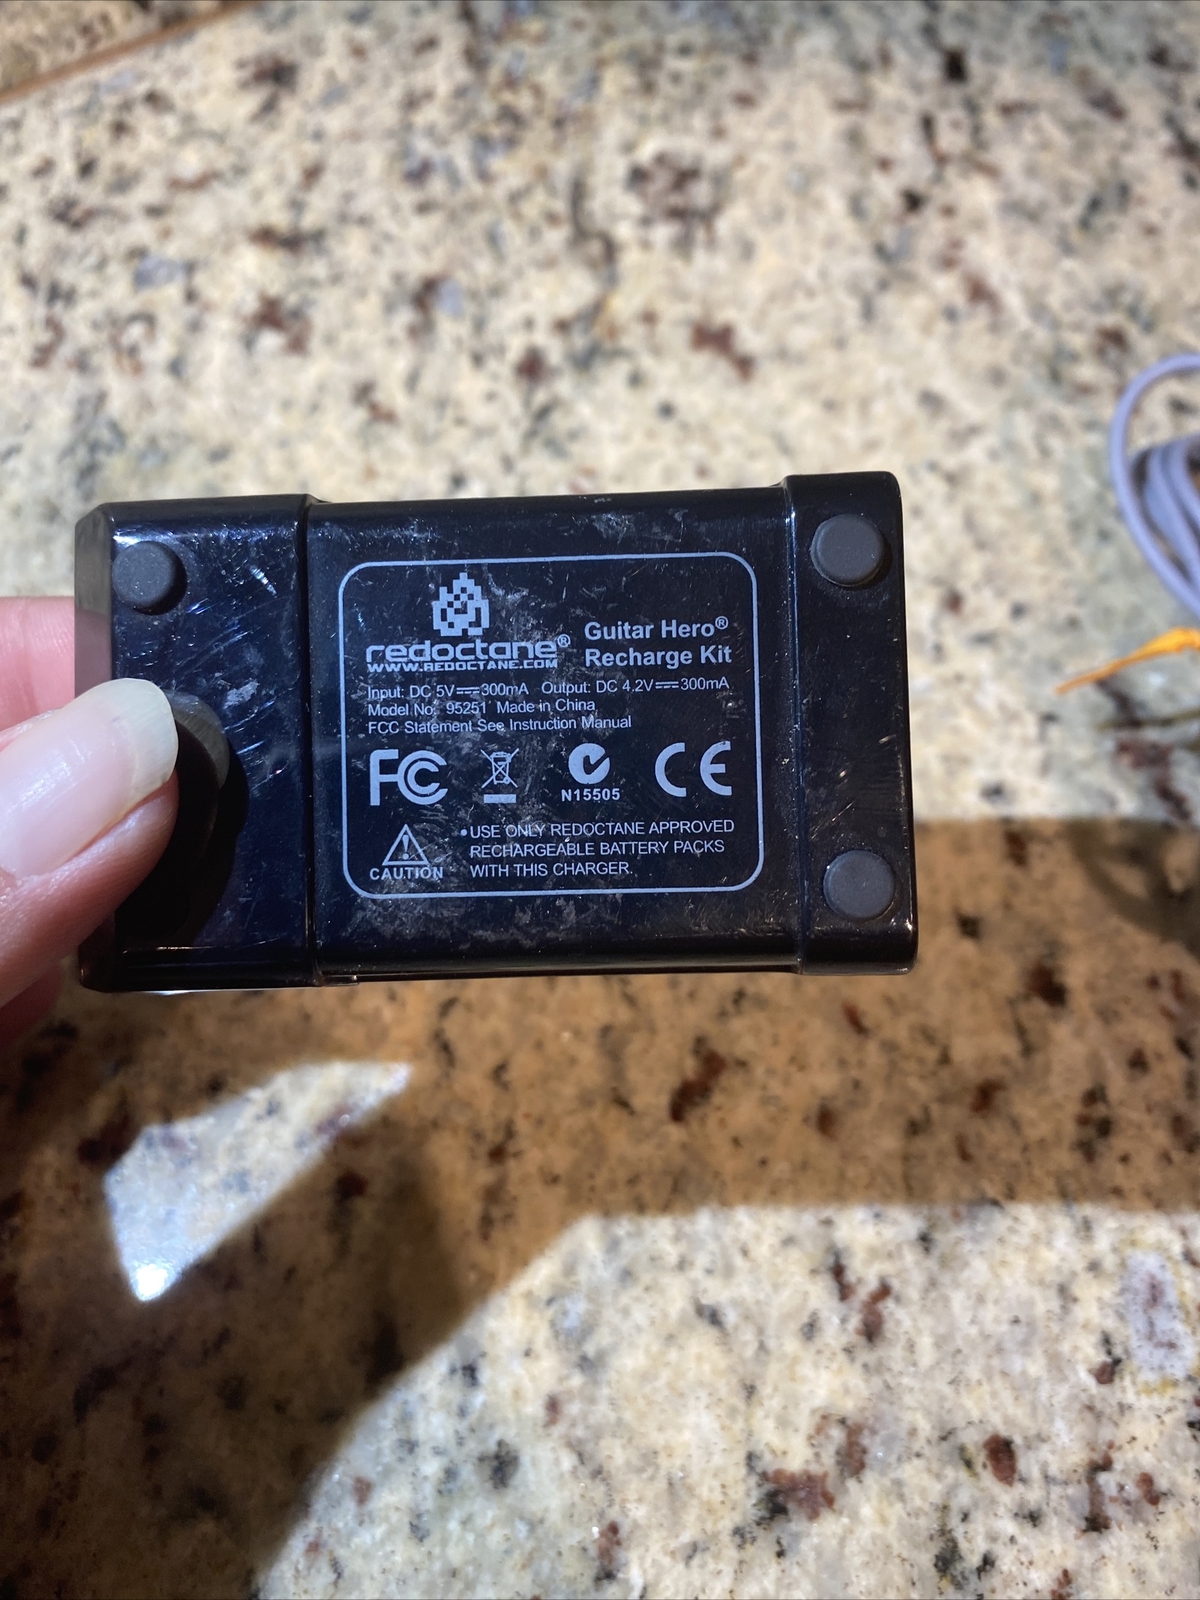 redoctane®
WWW.REDOCTANE.COM
Guitar Hero®
Recharge Kit
Input: DC 5V⎓300mA Output: DC 4.2V⎓300mA
Model No. 95251 Made in China
FCC Statement See Instruction Manual
FC CE
N15505
CAUTION
•USE ONLY REDOCTANE APPROVED
RECHARGEABLE BATTERY PACKS
WITH THIS CHARGER.